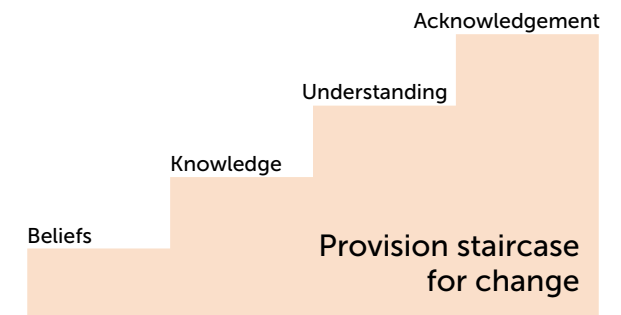 Acknowledgement
Understanding
Knowledge
Beliefs
Provision staircase
for change